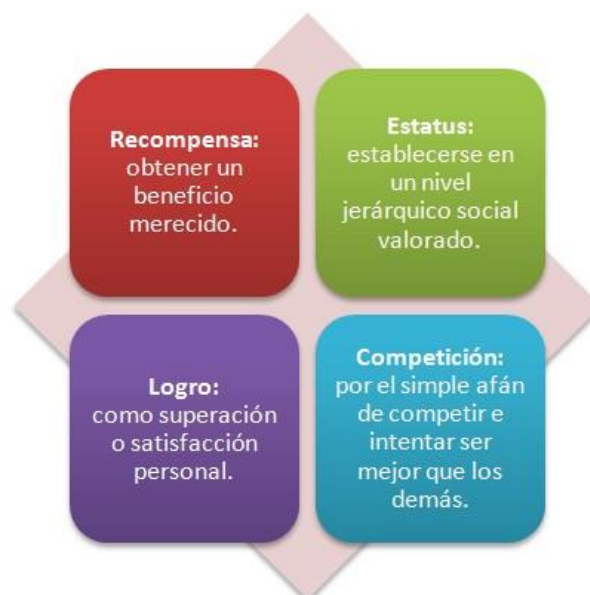 Recompensa:
obtener un
beneficio
merecido.
Estatus:
establecerse en
un nivel
jerárquico social
valorado.
Logro:
como superación
o satisfacción
personal.
Competición:
por el simple afán
de competir e
intentar ser
mejor que los
demás.